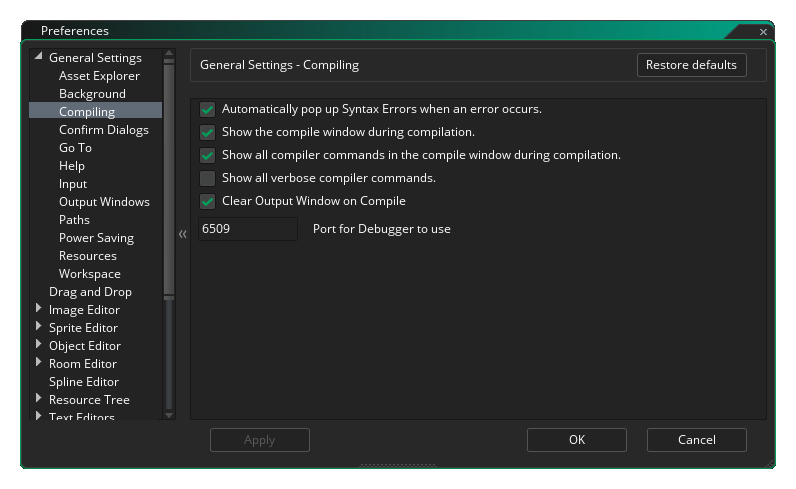 Preferences
General Settings
Asset Explorer
Background
Compiling
Confirm Dialogs
Go To
Help
Input
Output Windows
Paths
Power Saving
Resources
Workspace
Drag and Drop
Image Editor
Sprite Editor
Object Editor
Room Editor
Spline Editor
Resource Tree
Text Editors
General Settings - Compiling
Restore defaults
Automatically pop up Syntax Errors when an error occurs.
Show the compile window during compilation.
Show all compiler commands in the compile window during compilation.
Show all verbose compiler commands.
Clear Output Window on Compile
6509 Port for Debugger to use
Apply OK Cancel